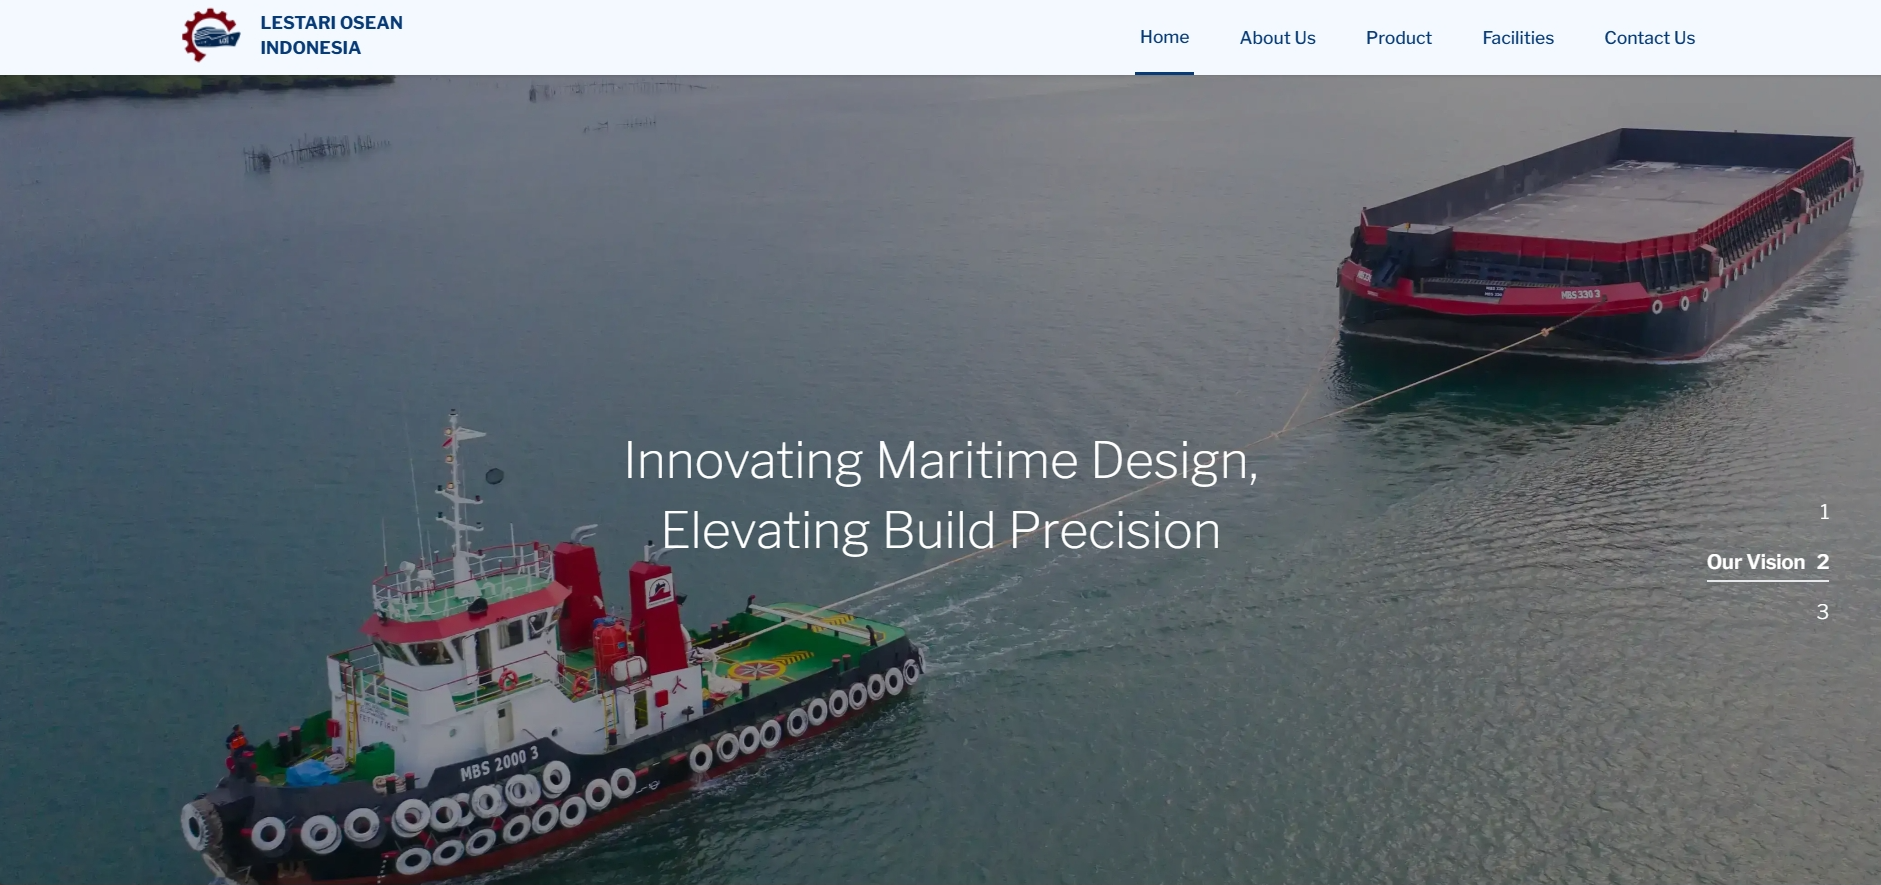 LESTARI OSEAN
INDONESIA
Home
About Us
Product
Facilities
Contact Us
MBS 330 3
Innovating Maritime Design,
Elevating Build Precision
1
Our Vision 2
3
MBS 2000 3